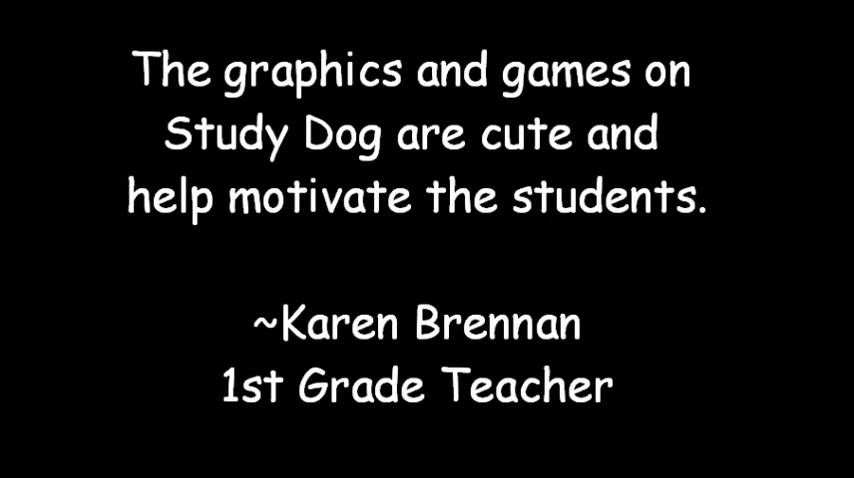 The graphics and games on
Study Dog are cute and
help motivate the students.
~Karen Brennan
1st Grade Teacher